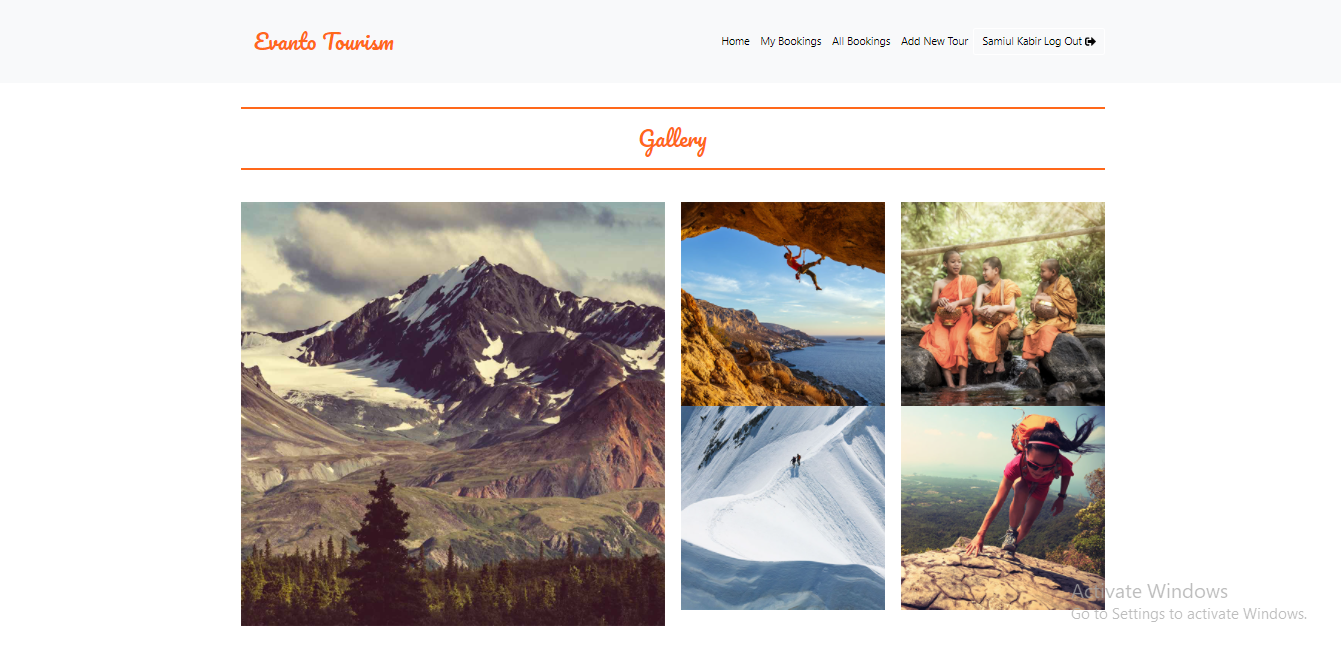 Evanto Tourism
Home My Bookings All Bookings Add New Tour Samiul Kabir Log Out
Gallery
Activate Windows
Go to Settings to activate Windows.